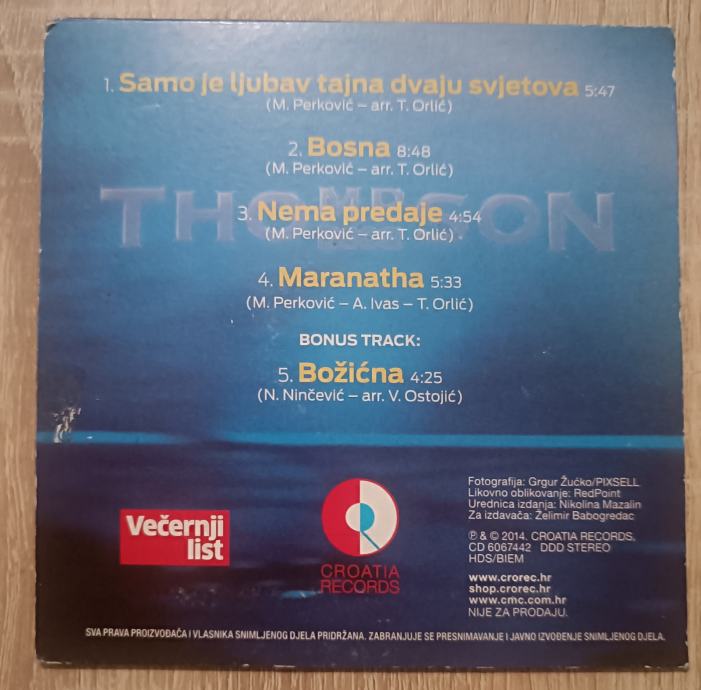 1. Samo je ljubav tajna dvaju svjetova 5:47
(M. Perković – arr. T. Orlić)
2. Bosna 8:48
(M. Perković – arr. T. Orlić)
THOMPSON
3. Nema predaje 4:54
(M. Perković – arr. T. Orlić)
4. Maranatha 5:33
(M. Perković – A. Ivas – T. Orlić)
BONUS TRACK:
5. Božićna 4:25
(N. Ninčević – arr. V. Ostojić)
Večernji
list
CROATIA
RECORDS
Fotografija: Grgur Žućko/PIXSELL
Likovno oblikovanje: RedPoint
Urednica izdanja: Nikolina Mazalin
Za izdavača: Želimir Babogredac
℗ & © 2014. CROATIA RECORDS.
CD 6067442 DDD STEREO
HDS/BIEM
www.crorec.hr
shop.crorec.hr
www.cmc.com.hr
NIJE ZA PRODAJU.
SVA PRAVA PROIZVOĐAČA I VLASNIKA SNIMLJENOG DJELA PRIDRŽANA. ZABRANJUJE SE PRESNIMAVANJE I JAVNO IZVOĐENJE SNIMLJENOG DJELA.